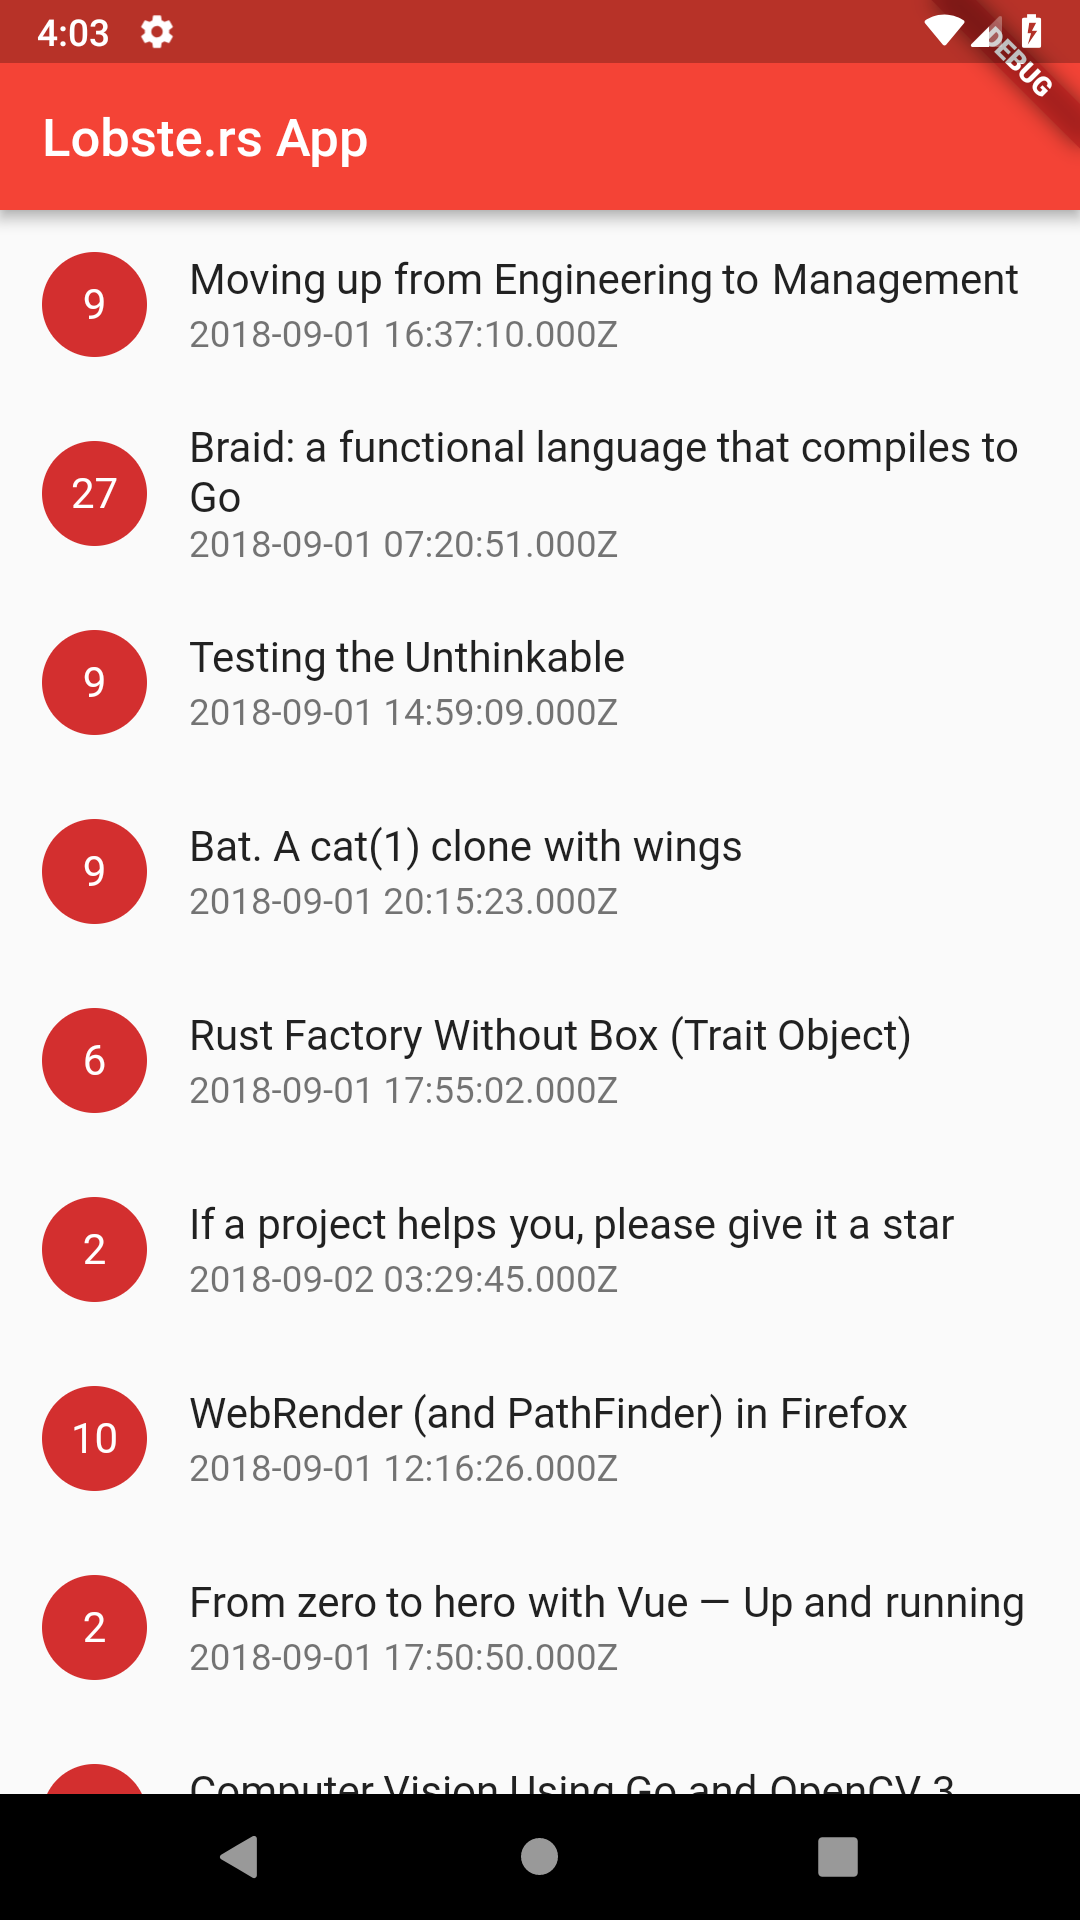 4:03
DEBUG
Lobste.rs App
9
Moving up from Engineering to Management
2018-09-01 16:37:10.000Z
27
Braid: a functional language that compiles to
Go
2018-09-01 07:20:51.000Z
9
Testing the Unthinkable
2018-09-01 14:59:09.000Z
9
Bat. A cat(1) clone with wings
2018-09-01 20:15:23.000Z
6
Rust Factory Without Box (Trait Object)
2018-09-01 17:55:02.000Z
2
If a project helps you, please give it a star
2018-09-02 03:29:45.000Z
10
WebRender (and PathFinder) in Firefox
2018-09-01 12:16:26.000Z
2
From zero to hero with Vue — Up and running
2018-09-01 17:50:50.000Z
Computer Vision Using Go and OpenCV 3